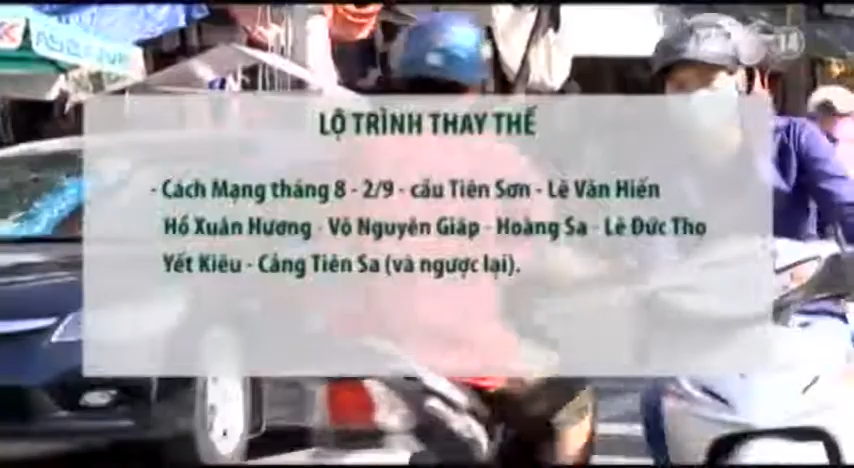 LỘ TRÌNH THAY THẾ
- Cách Mạng tháng 8 - 2/9 - cầu Tiên Sơn - Lê Văn Hiến
Hồ Xuân Hương - Võ Nguyên Giáp - Hoàng Sa - Lê Đức Thọ
Yết Kiêu - Cảng Tiên Sa (và ngược lại).